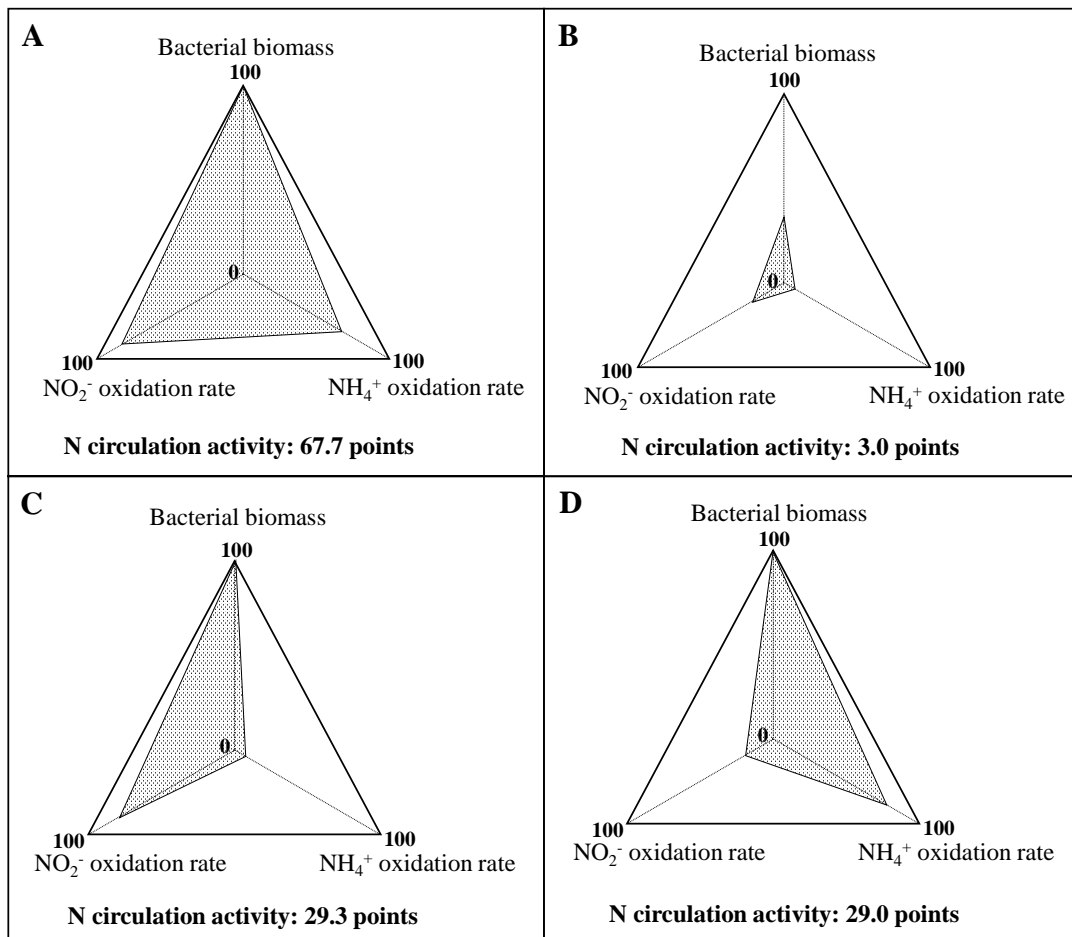 A
Bacterial biomass
100
0
100
100
NO₂⁻ oxidation rate
NH₄⁺ oxidation rate
N circulation activity: 67.7 points
B
Bacterial biomass
100
0
100
100
NO₂⁻ oxidation rate
NH₄⁺ oxidation rate
N circulation activity: 3.0 points
C
Bacterial biomass
100
0
100
100
NO₂⁻ oxidation rate
NH₄⁺ oxidation rate
N circulation activity: 29.3 points
D
Bacterial biomass
100
0
100
100
NO₂⁻ oxidation rate
NH₄⁺ oxidation rate
N circulation activity: 29.0 points